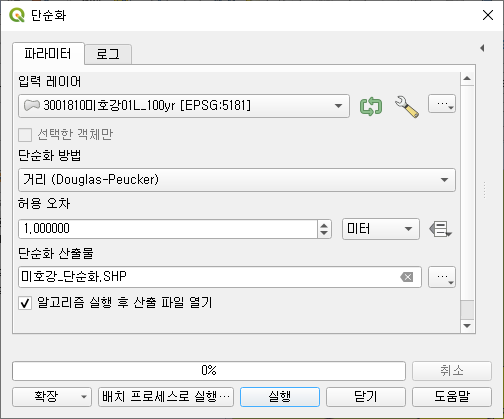 단순화
파라미터
로그
입력 레이어
3001810미호강01L_100yr [EPSG:5181]
...
선택한 객체만
단순화 방법
거리 (Douglas-Peucker)
허용 오차
1.000000
미터
단순화 산출물
미호강_단순화.SHP
...
알고리즘 실행 후 산출 파일 열기
0%
취소
확장
배치 프로세스로 실행...
실행
닫기
도움말